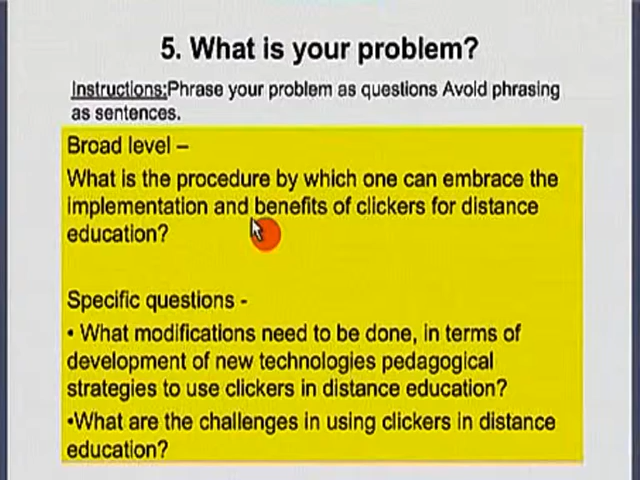 5. What is your problem?
Instructions:Phrase your problem as questions Avoid phrasing
as sentences.
Broad level –
What is the procedure by which one can embrace the
implementation and benefits of clickers for distance
education?
Specific questions -
• What modifications need to be done, in terms of
development of new technologies pedagogical
strategies to use clickers in distance education?
•What are the challenges in using clickers in distance
education?